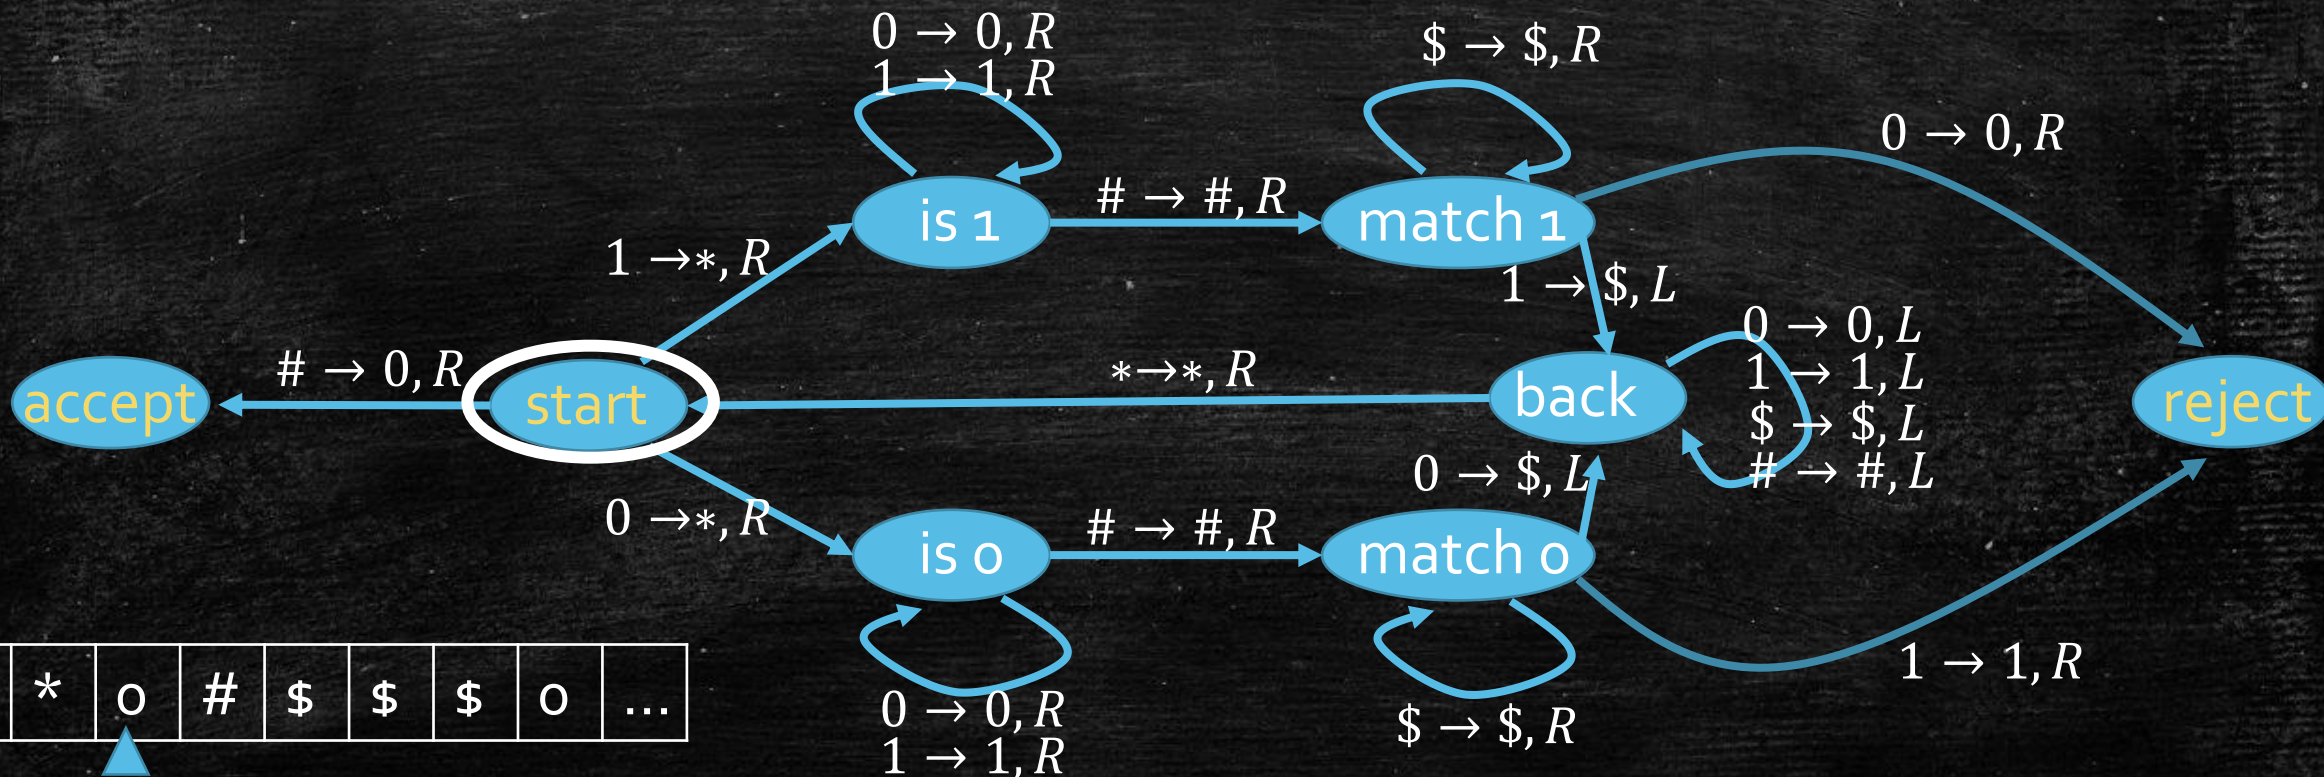 0 → 0, R
1 → 1, R
$ → $, R
0 → 0, R
is 1
# → #, R
match 1
1 →*, R
1 → $, L
0 → 0, L
1 → 1, L
$ → $, L
# → #, L
accept
# → 0, R
start
*→*, R
back
reject
0 →*, R
0 → $, L
is 0
# → #, R
match 0
1 → 1, R
0 → 0, R
1 → 1, R
$ → $, R
* 0 # $ $ $ 0 ...